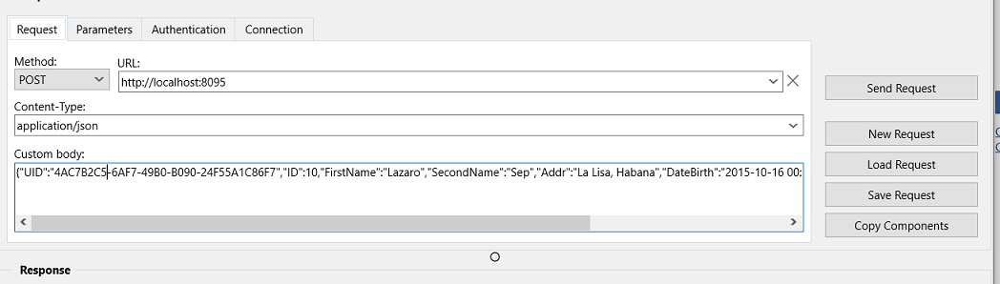 Request Parameters Authentication Connection
Method: URL:
POST http://localhost:8095
Send Request
Content-Type:
application/json
New Request
Custom body:
Load Request
{"UID":"4AC7B2C5-6AF7-49B0-B090-24F55A1C86F7","ID":10,"FirstName":"Lazaro","SecondName":"Sep","Addr":"La Lisa, Habana","DateBirth":"2015-10-16 00:
Save Request
Copy Components
Response